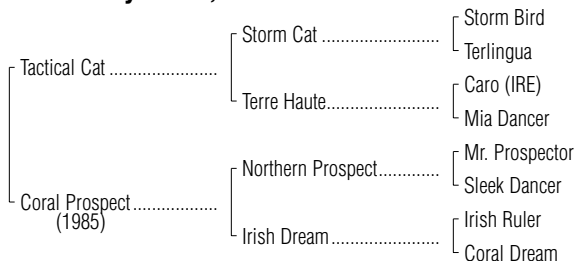 Storm Bird
Storm Cat
Terlingua
Tactical Cat
Caro (IRE)
Terre Haute
Mia Dancer
Mr. Prospector
Northern Prospect
Sleek Dancer
Coral Prospect
(1985)
Irish Ruler
Irish Dream
Coral Dream